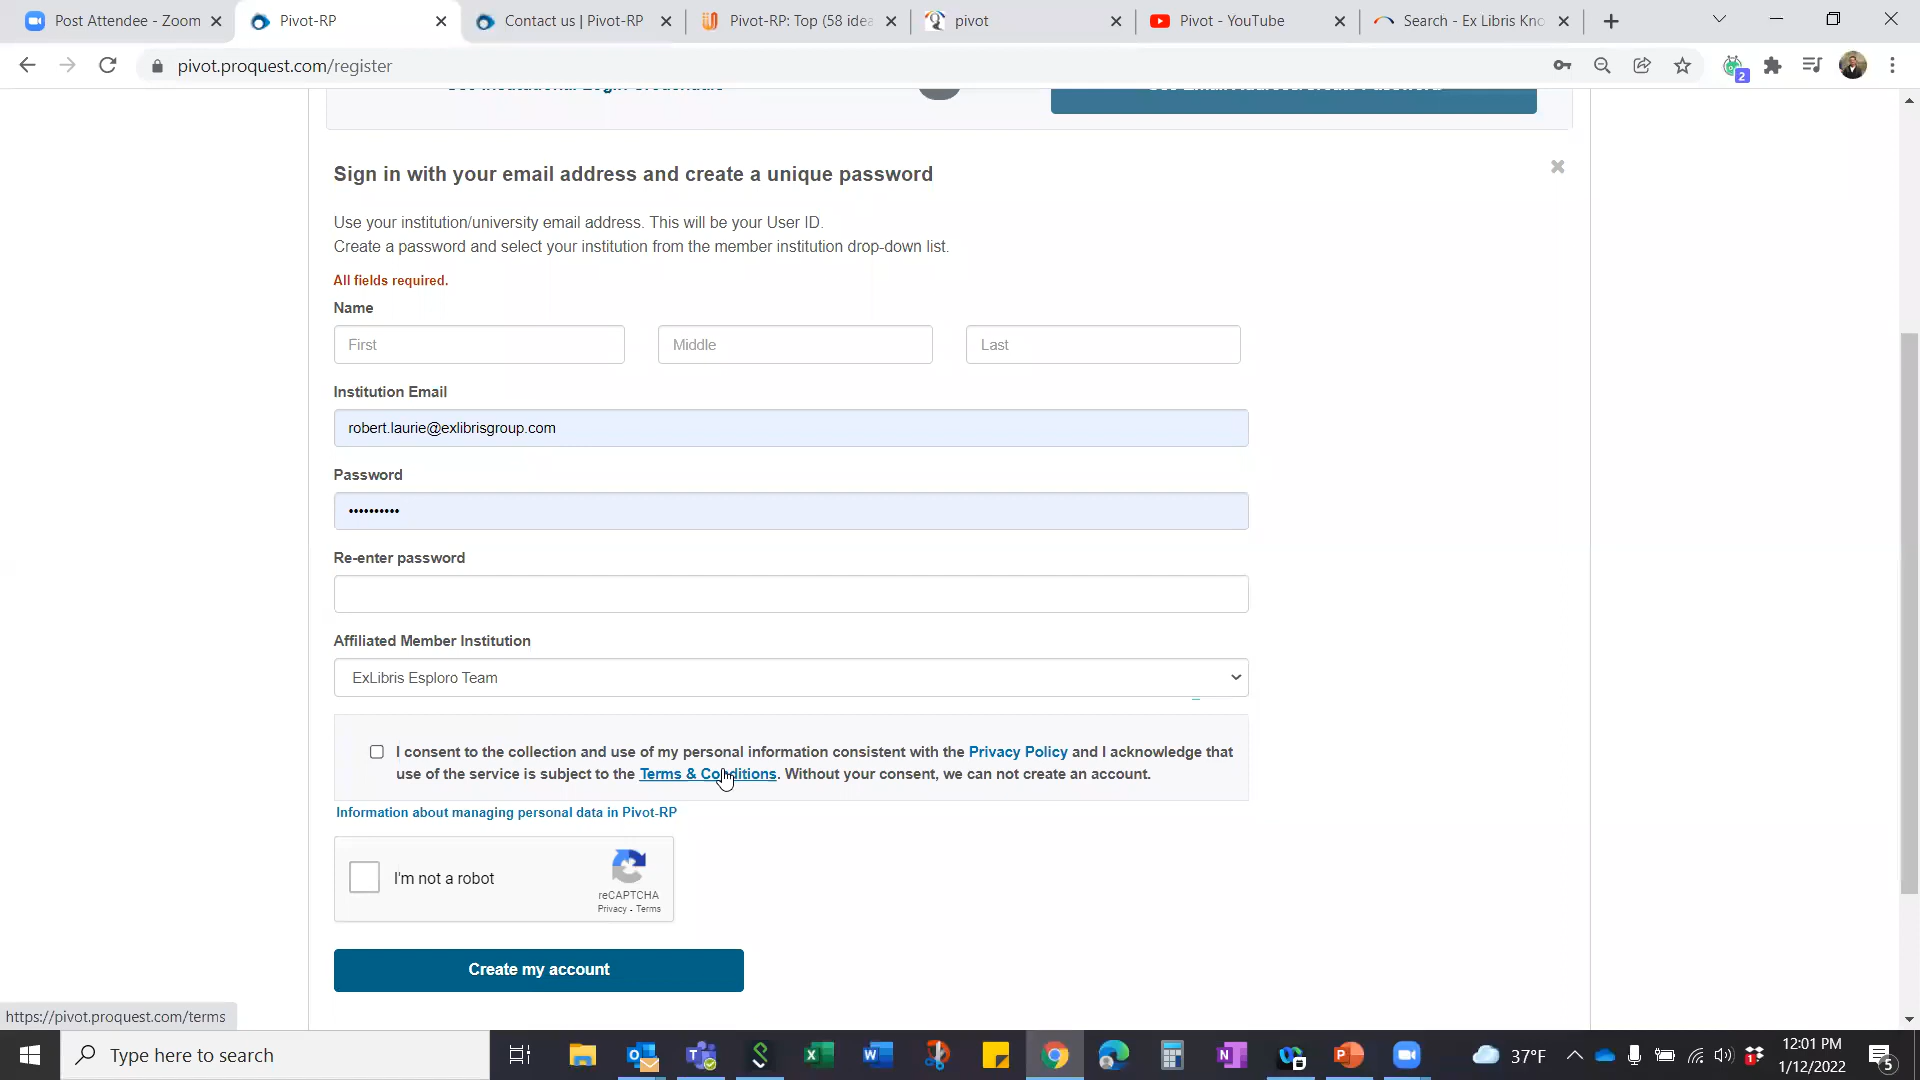 Post Attendee - Zoom
Pivot-RP
Contact us | Pivot-RP
Pivot-RP: Top (58 idea
pivot
Pivot - YouTube
Search - Ex Libris Kno
pivot.proquest.com/register
2
Sign in with your email address and create a unique password
Use your institution/university email address. This will be your User ID.
Create a password and select your institution from the member institution drop-down list.
All fields required.
Name
First
Middle
Last
Institution Email
robert.laurie@exlibrisgroup.com
Password
••••••••••
Re-enter password
Affiliated Member Institution
ExLibris Esploro Team
I consent to the collection and use of my personal information consistent with the Privacy Policy and I acknowledge that
use of the service is subject to the Terms & Conditions. Without your consent, we can not create an account.
Information about managing personal data in Pivot-RP
I'm not a robot
reCAPTCHA
Privacy - Terms
Create my account
https://pivot.proquest.com/terms
Type here to search
37°F
12:01 PM
1/12/2022
5